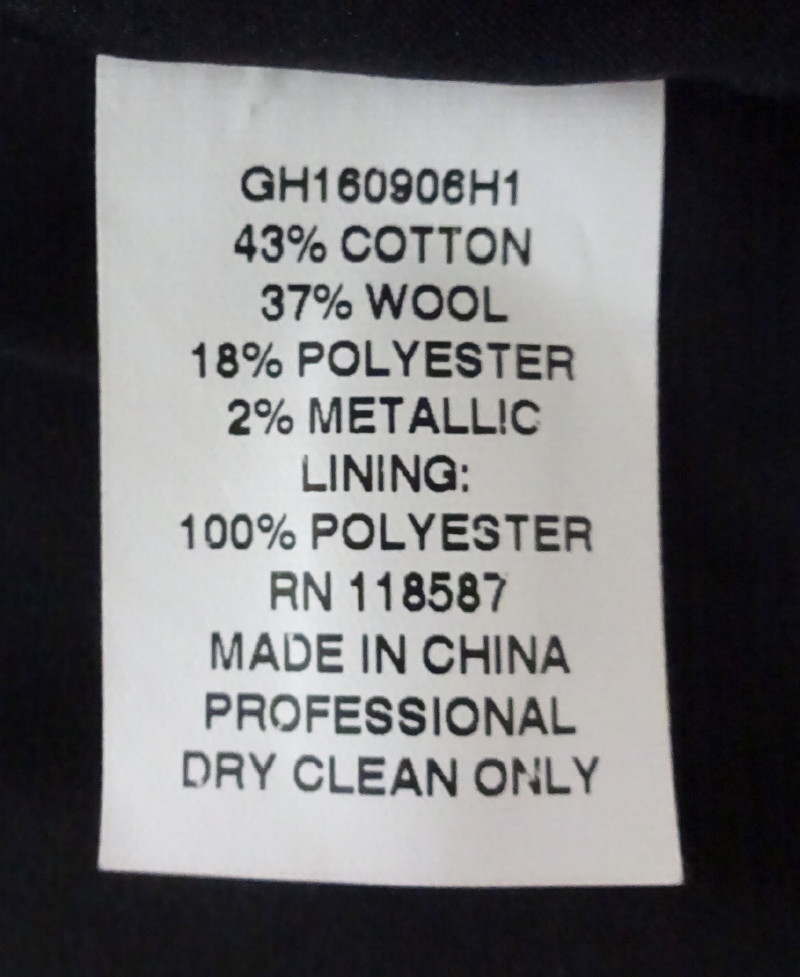 GH160906H1
43% COTTON
37% WOOL
18% POLYESTER
2% METALLIC
LINING:
100% POLYESTER
RN 118587
MADE IN CHINA
PROFESSIONAL
DRY CLEAN ONLY